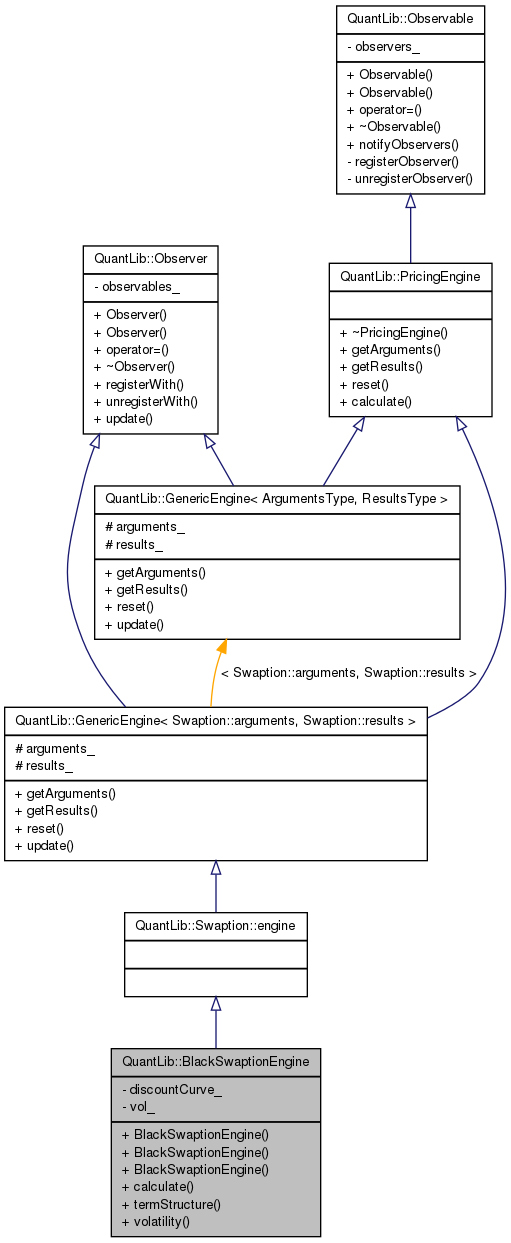 QuantLib::Observable
- observers_
+ Observable()
+ Observable()
+ operator=()
+ ~Observable()
+ notifyObservers()
- registerObserver()
- unregisterObserver()
QuantLib::Observer
- observables_
+ Observer()
+ Observer()
+ operator=()
+ ~Observer()
+ registerWith()
+ unregisterWith()
+ update()
QuantLib::PricingEngine
+ ~PricingEngine()
+ getArguments()
+ getResults()
+ reset()
+ calculate()
QuantLib::GenericEngine< ArgumentsType, ResultsType >
# arguments_
# results_
+ getArguments()
+ getResults()
+ reset()
+ update()
< Swaption::arguments, Swaption::results >
QuantLib::GenericEngine< Swaption::arguments, Swaption::results >
# arguments_
# results_
+ getArguments()
+ getResults()
+ reset()
+ update()
QuantLib::Swaption::engine
QuantLib::BlackSwaptionEngine
- discountCurve_
- vol_
+ BlackSwaptionEngine()
+ BlackSwaptionEngine()
+ BlackSwaptionEngine()
+ calculate()
+ termStructure()
+ volatility()